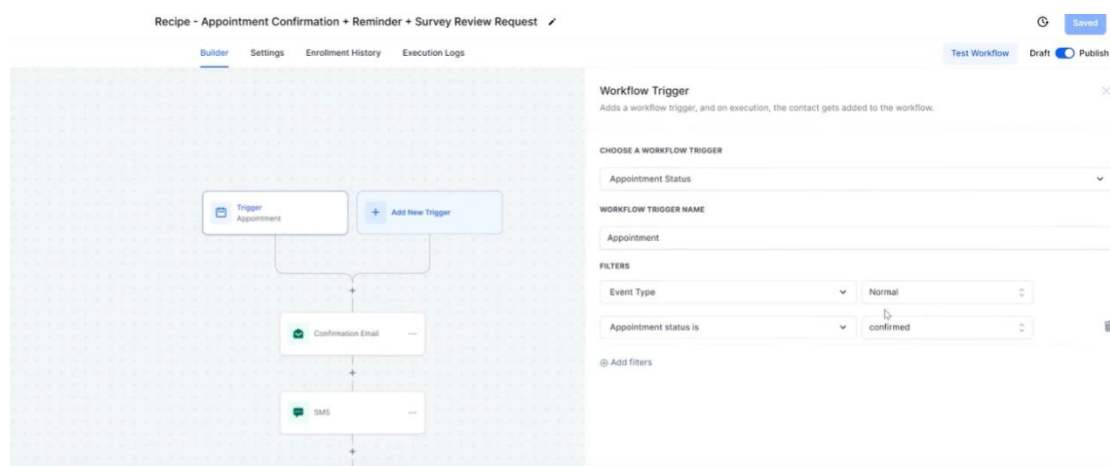 Recipe - Appointment Confirmation + Reminder + Survey Review Request
Saved
Builder Settings Enrollment History Execution Logs
Test Workflow Draft Publish
Workflow Trigger
Adds a workflow trigger, and on execution, the contact gets added to the workflow.
CHOOSE A WORKFLOW TRIGGER
Appointment Status
WORKFLOW TRIGGER NAME
Appointment
FILTERS
Event Type Normal
Appointment status is confirmed
Add filters
Trigger
Appointment
Add New Trigger
Confirmation Email
SMS